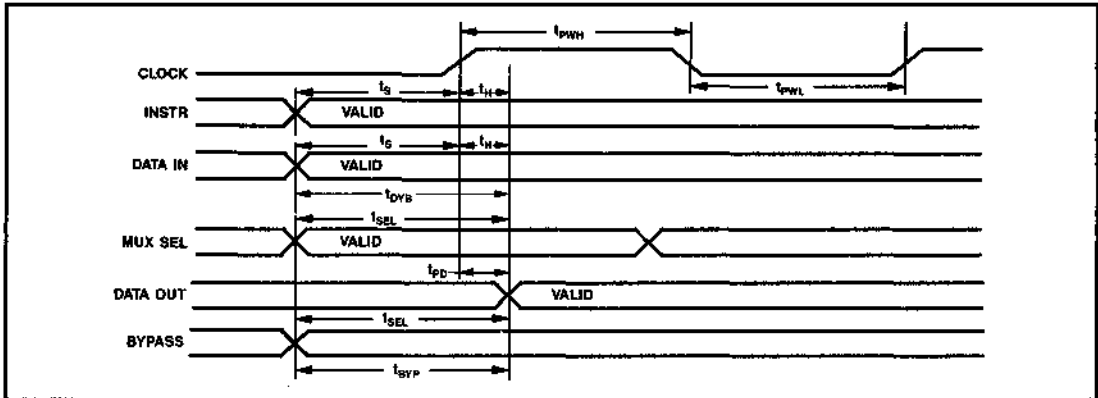 tPWH
CLOCK
tS tH tPWL
INSTR VALID
tS tH
DATA IN VALID
tDYB
tSEL
MUX SEL VALID
tPD
DATA OUT VALID
tSEL
BYPASS
tBYP